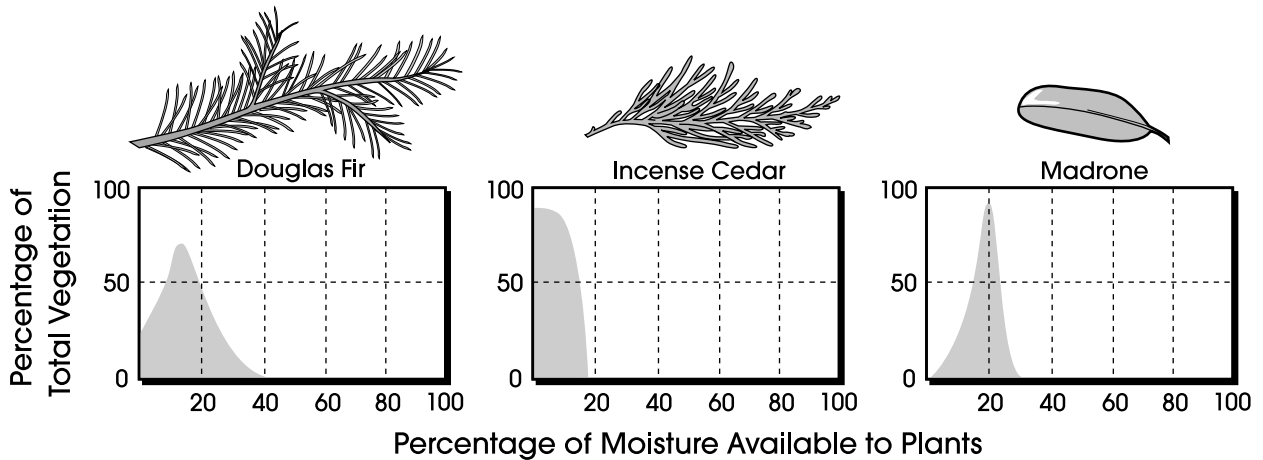 Douglas Fir
Incense Cedar
Madrone
Percentage of
Total Vegetation
100
50
0
20 40 60 80 100
100
50
0
20 40 60 80 100
100
50
0
20 40 60 80 100
Percentage of Moisture Available to Plants